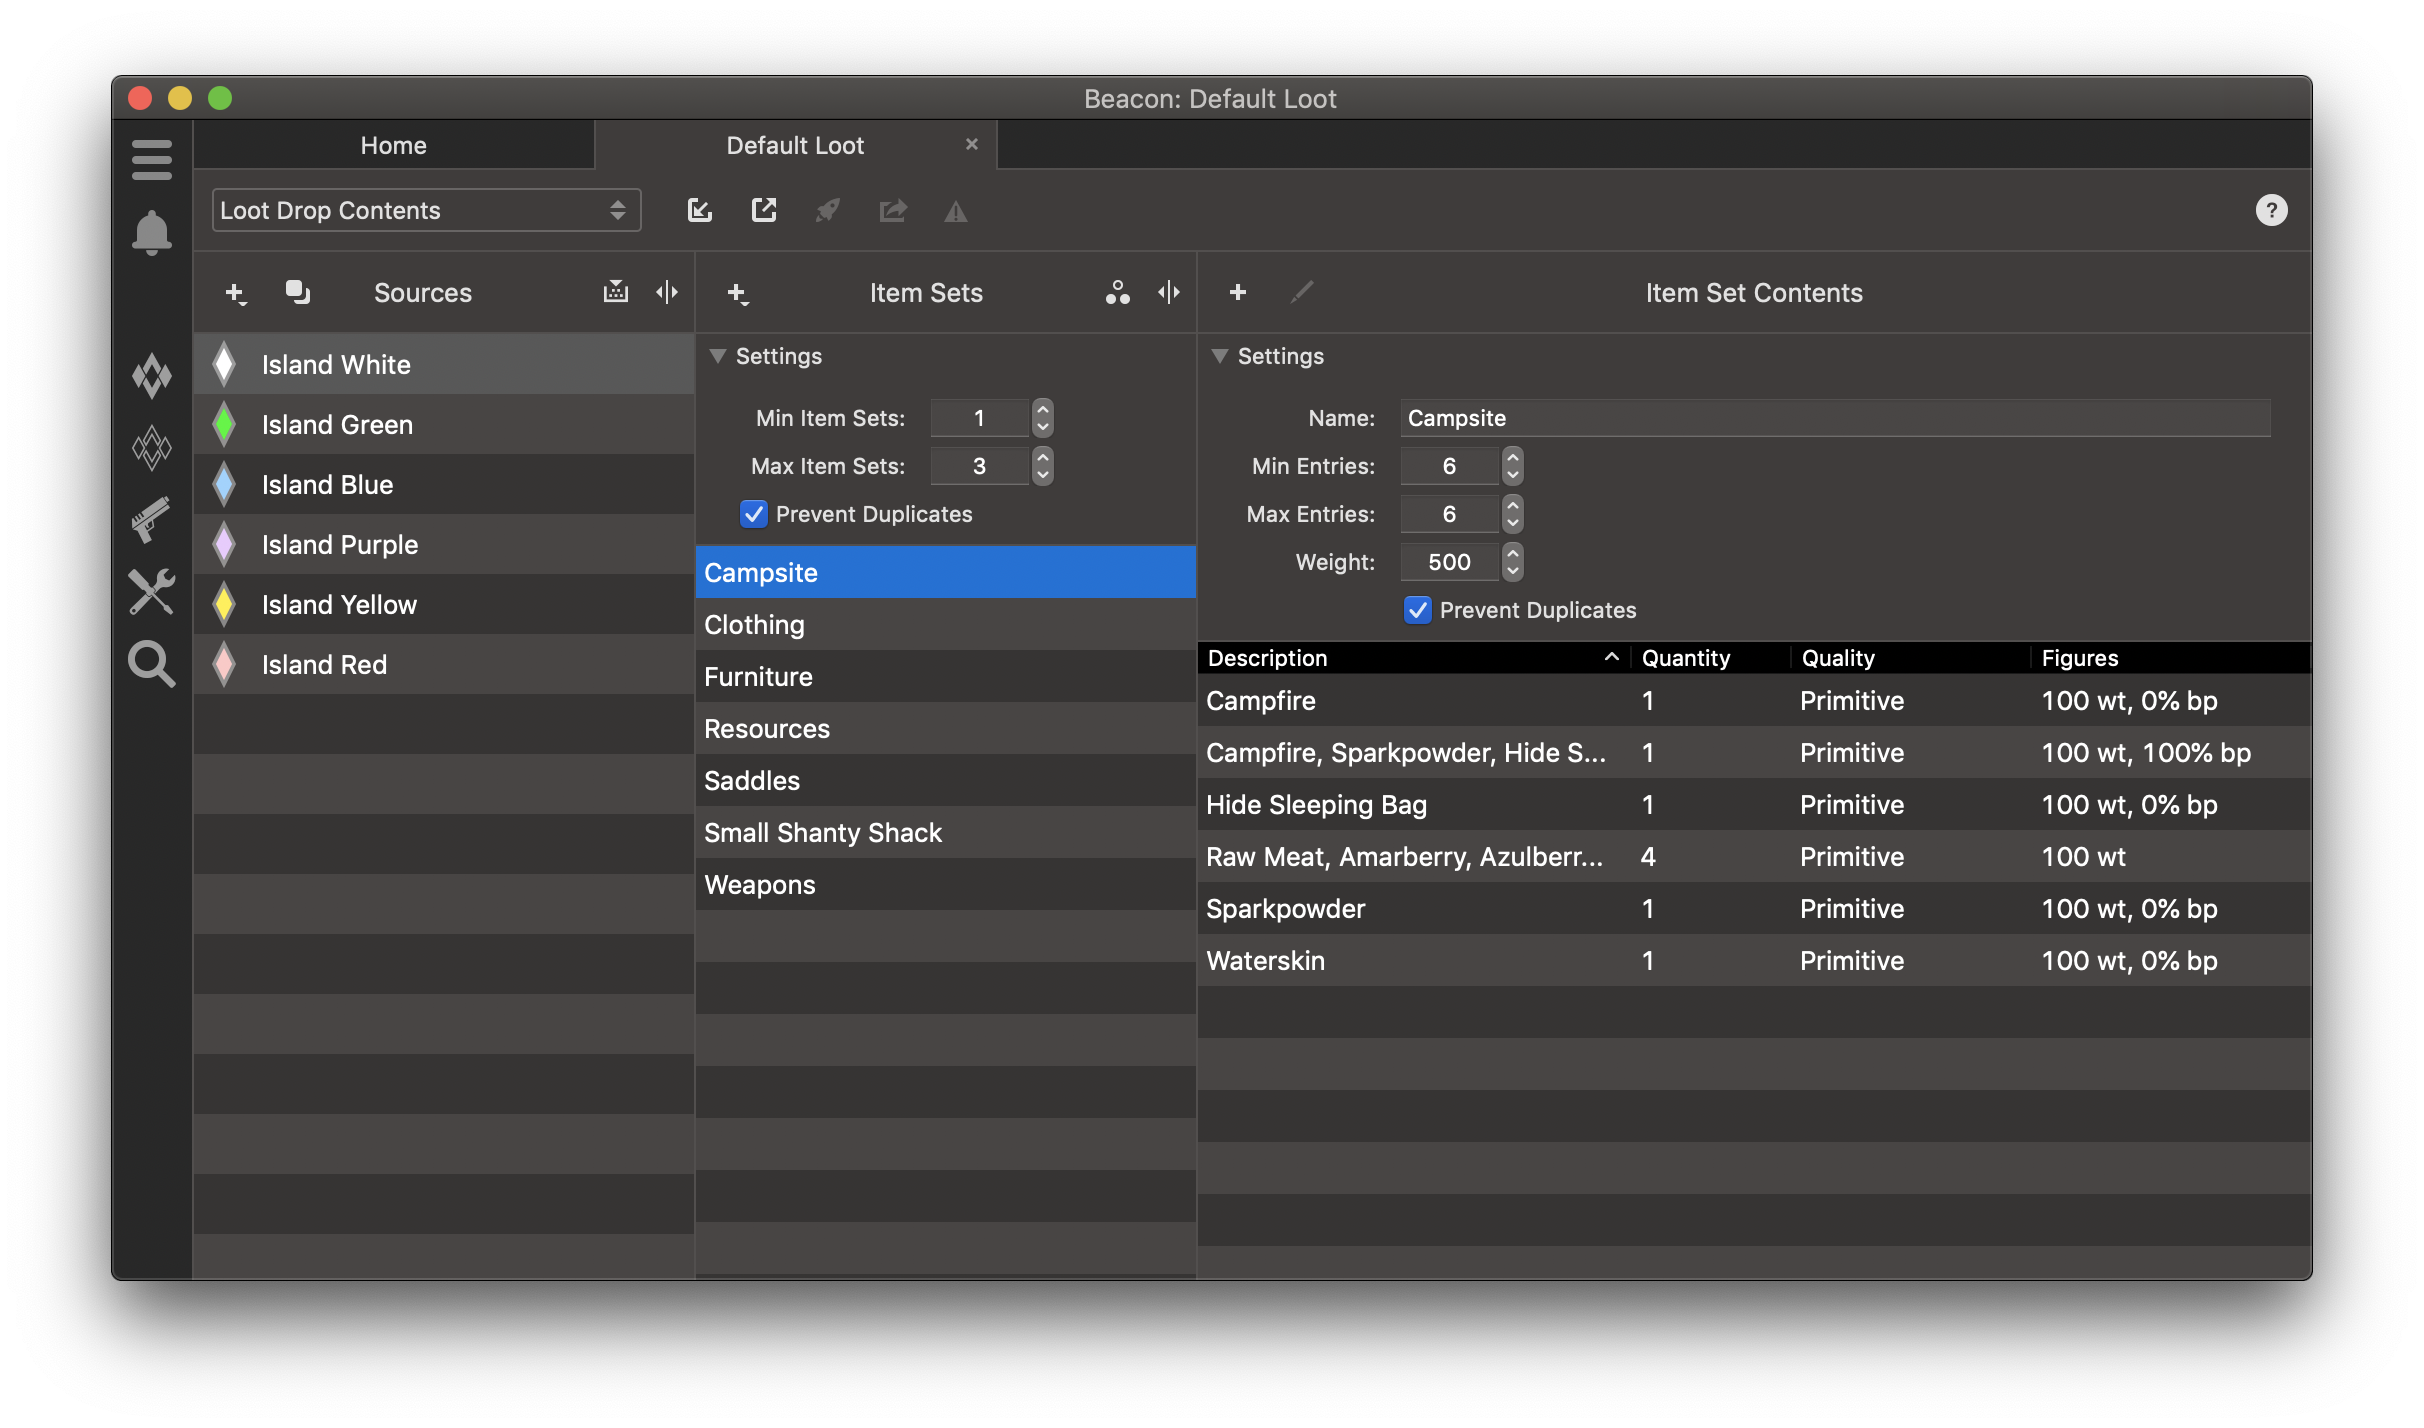 Beacon: Default Loot
Home
Default Loot
Loot Drop Contents
?
Sources
Island White
Island Green
Island Blue
Island Purple
Island Yellow
Island Red
Item Sets
Settings
Min Item Sets: 1
Max Item Sets: 3
Prevent Duplicates
Campsite
Clothing
Furniture
Resources
Saddles
Small Shanty Shack
Weapons
Item Set Contents
Settings
Name: Campsite
Min Entries: 6
Max Entries: 6
Weight: 500
Prevent Duplicates
Description Quantity Quality Figures
Campfire 1 Primitive 100 wt, 0% bp
Campfire, Sparkpowder, Hide S... 1 Primitive 100 wt, 100% bp
Hide Sleeping Bag 1 Primitive 100 wt, 0% bp
Raw Meat, Amarberry, Azulberr... 4 Primitive 100 wt
Sparkpowder 1 Primitive 100 wt, 0% bp
Waterskin 1 Primitive 100 wt, 0% bp